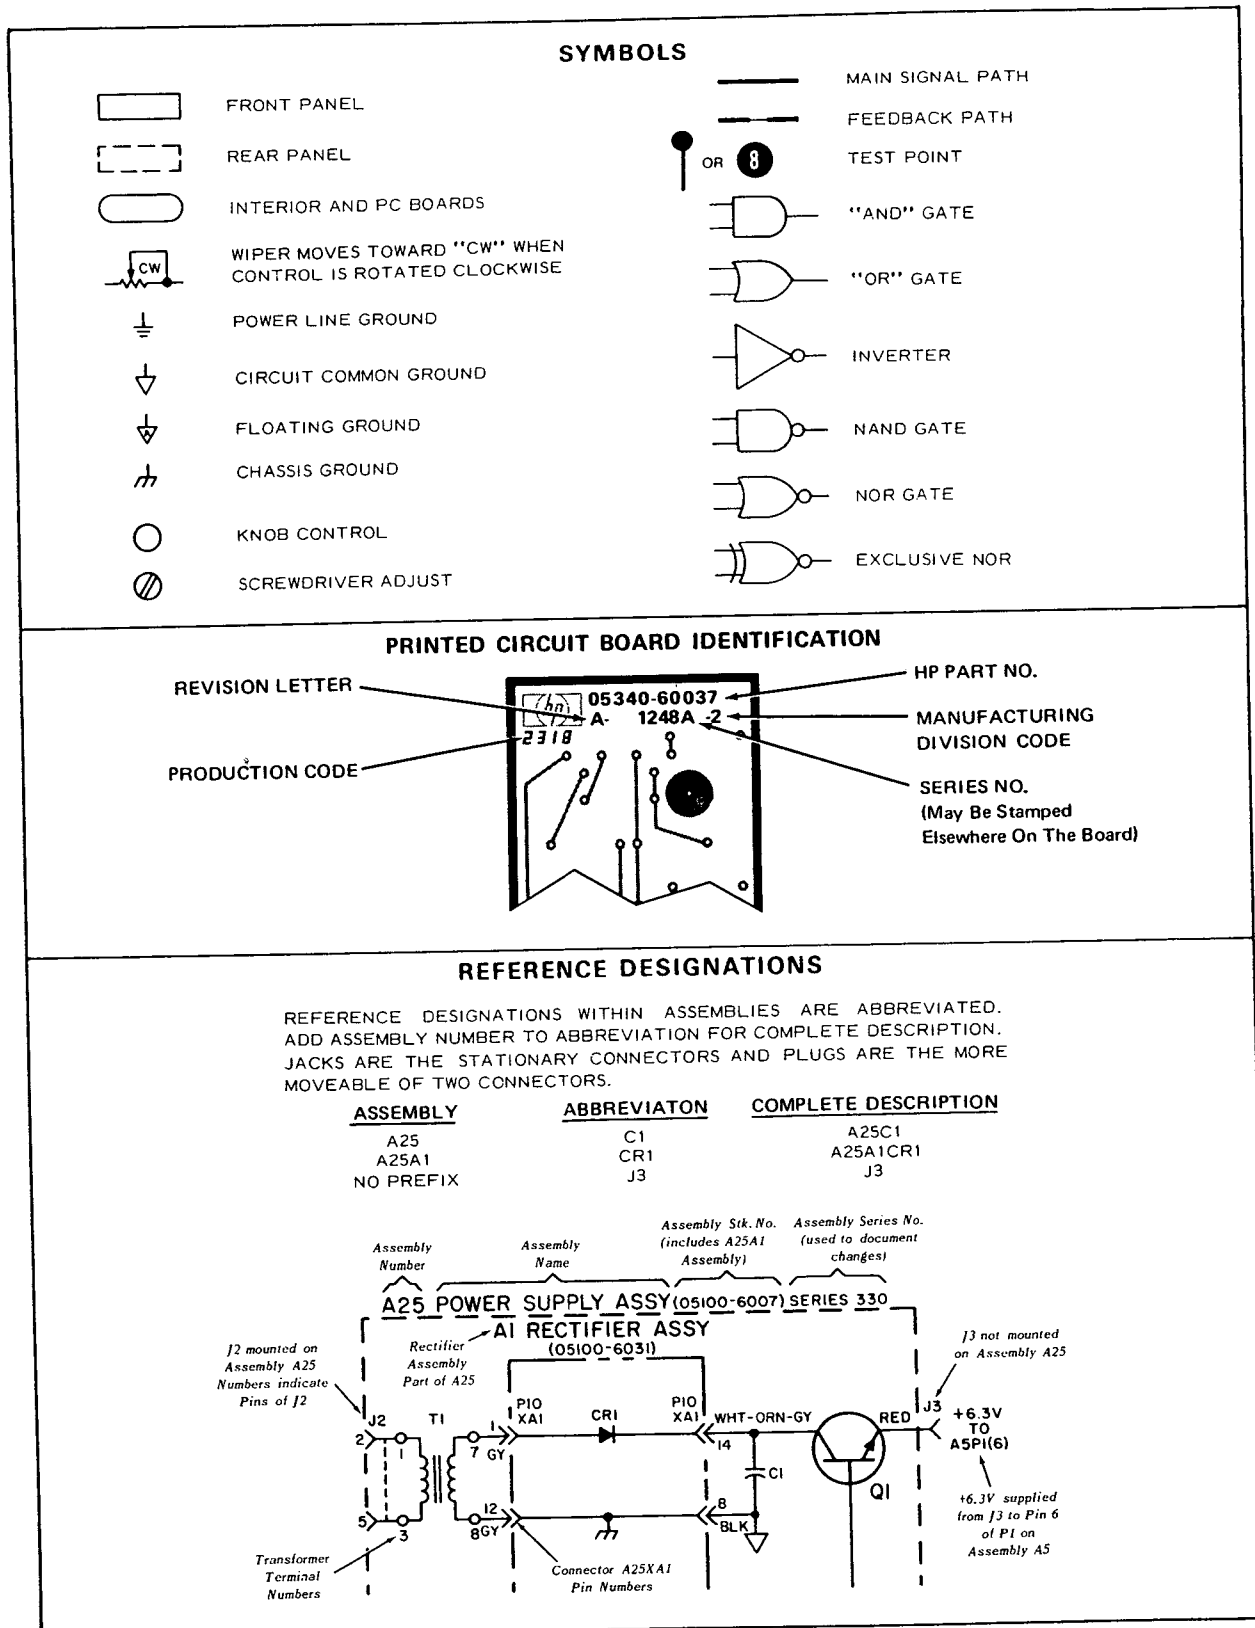 SYMBOLS
FRONT PANEL
REAR PANEL
INTERIOR AND PC BOARDS
CW
WIPER MOVES TOWARD "CW" WHEN
CONTROL IS ROTATED CLOCKWISE
POWER LINE GROUND
CIRCUIT COMMON GROUND
A
FLOATING GROUND
CHASSIS GROUND
KNOB CONTROL
SCREWDRIVER ADJUST
MAIN SIGNAL PATH
FEEDBACK PATH
OR 8 TEST POINT
"AND" GATE
"OR" GATE
INVERTER
NAND GATE
NOR GATE
EXCLUSIVE NOR
PRINTED CIRCUIT BOARD IDENTIFICATION
REVISION LETTER
PRODUCTION CODE
hp
05340-60037
A- 1248A -2
2318
HP PART NO.
MANUFACTURING
DIVISION CODE
SERIES NO.
(May Be Stamped
Elsewhere On The Board)
REFERENCE DESIGNATIONS
REFERENCE DESIGNATIONS WITHIN ASSEMBLIES ARE ABBREVIATED.
ADD ASSEMBLY NUMBER TO ABBREVIATION FOR COMPLETE DESCRIPTION.
JACKS ARE THE STATIONARY CONNECTORS AND PLUGS ARE THE MORE
MOVEABLE OF TWO CONNECTORS.
ASSEMBLY ABBREVIATON COMPLETE DESCRIPTION
A25 C1 A25C1
A25A1 CR1 A25A1CR1
NO PREFIX J3 J3
Assembly
Number
Assembly
Name
Assembly Stk. No.
(includes A25A1
Assembly)
Assembly Series No.
(used to document
changes)
A25 POWER SUPPLY ASSY (05100-6007) SERIES 330
A1 RECTIFIER ASSY
(05100-6031)
J2 mounted on
Assembly A25
Numbers indicate
Pins of J2
Rectifier
Assembly
Part of A25
J3 not mounted
on Assembly A25
J2
T1
P10
XA1
CR1
P10
XA1
WHT-ORN-GY
RED
J3
+6.3V
TO
A5P1(6)
2
1
7
1
GY
14
C1
Q1
5
3
8
12
GY
8
BLK
+6.3V supplied
from J3 to Pin 6
of P1 on
Assembly A5
Transformer
Terminal
Numbers
Connector A25XA1
Pin Numbers